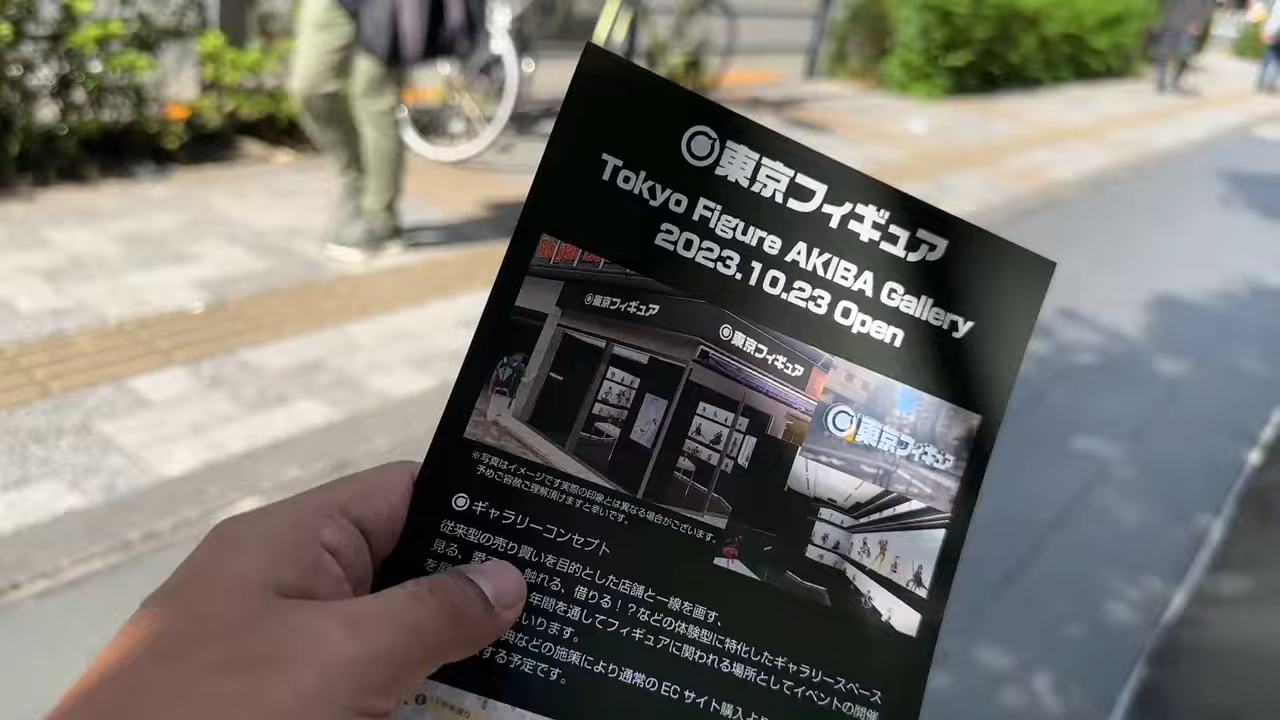 東京フィギュア
Tokyo Figure AKIBA Gallery
2023.10.23 Open
東京フィギュア
東京フィギュア
東京フィギュア
※写真はイメージです実際の印象とは異なる場合がございます。
予めご容赦ご理解頂けますと幸いです。
ギャラリーコンセプト
従来型の売り買いを目的とした店舗と一線を画す、
見る、 触れる、借りる!?などの体験型に特化したギャラリースペース
を 年間を通してフィギュアに関われる場所としてイベントの開催
いります。
典などの施策により通常のECサイト購入より
する予定です。